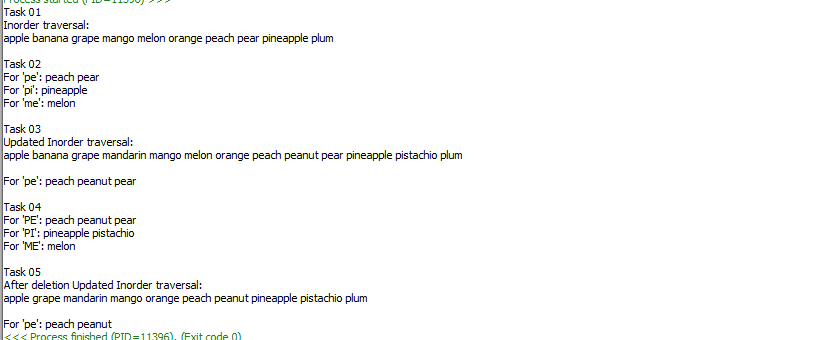 Process started (PID=11396) >>>
Task 01
Inorder traversal:
apple banana grape mango melon orange peach pear pineapple plum
Task 02
For 'pe': peach pear
For 'pi': pineapple
For 'me': melon
Task 03
Updated Inorder traversal:
apple banana grape mandarin mango melon orange peach peanut pear pineapple pistachio plum
For 'pe': peach peanut pear
Task 04
For 'PE': peach peanut pear
For 'PI': pineapple pistachio
For 'ME': melon
Task 05
After deletion Updated Inorder traversal:
apple grape mandarin mango orange peach peanut pineapple pistachio plum
For 'pe': peach peanut
<<< Process finished (PID=11396). (Exit code 0)